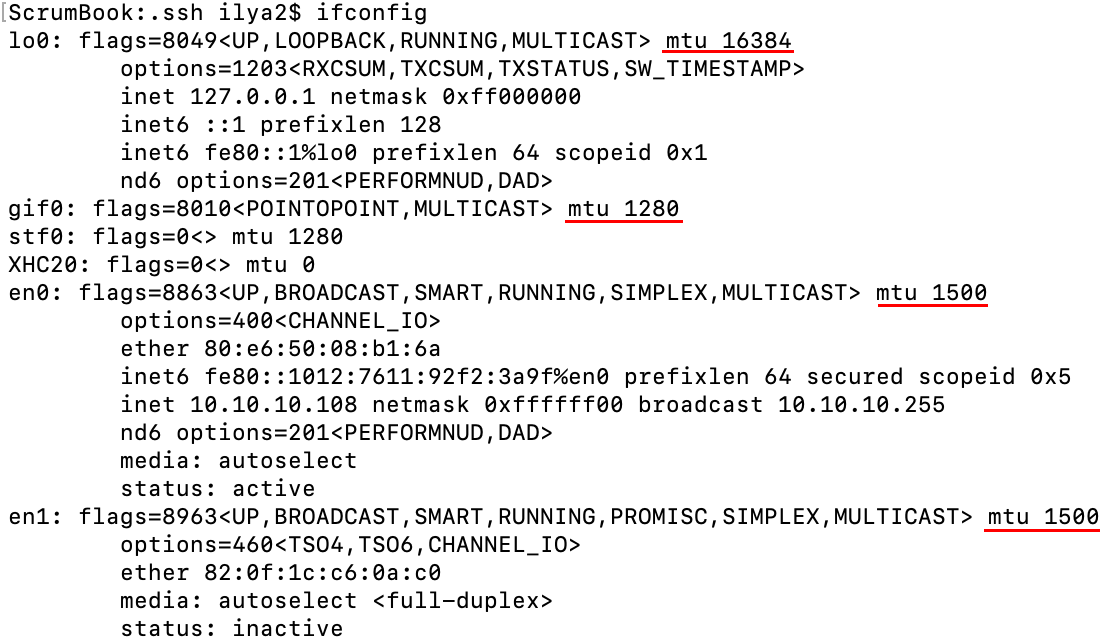 [ScrumBook:.ssh ilya2$ ifconfig
lo0: flags=8049<UP,LOOPBACK,RUNNING,MULTICAST> mtu 16384
options=1203<RXCSUM,TXCSUM,TXSTATUS,SW_TIMESTAMP>
inet 127.0.0.1 netmask 0xff000000
inet6 ::1 prefixlen 128
inet6 fe80::1%lo0 prefixlen 64 scopeid 0x1
nd6 options=201<PERFORMNUD,DAD>
gif0: flags=8010<POINTOPOINT,MULTICAST> mtu 1280
stf0: flags=0<> mtu 1280
XHC20: flags=0<> mtu 0
en0: flags=8863<UP,BROADCAST,SMART,RUNNING,SIMPLEX,MULTICAST> mtu 1500
options=400<CHANNEL_IO>
ether 80:e6:50:08:b1:6a
inet6 fe80::1012:7611:92f2:3a9f%en0 prefixlen 64 secured scopeid 0x5
inet 10.10.10.108 netmask 0xffffff00 broadcast 10.10.10.255
nd6 options=201<PERFORMNUD,DAD>
media: autoselect
status: active
en1: flags=8963<UP,BROADCAST,SMART,RUNNING,PROMISC,SIMPLEX,MULTICAST> mtu 1500
options=460<TSO4,TSO6,CHANNEL_IO>
ether 82:0f:1c:c6:0a:c0
media: autoselect <full-duplex>
status: inactive